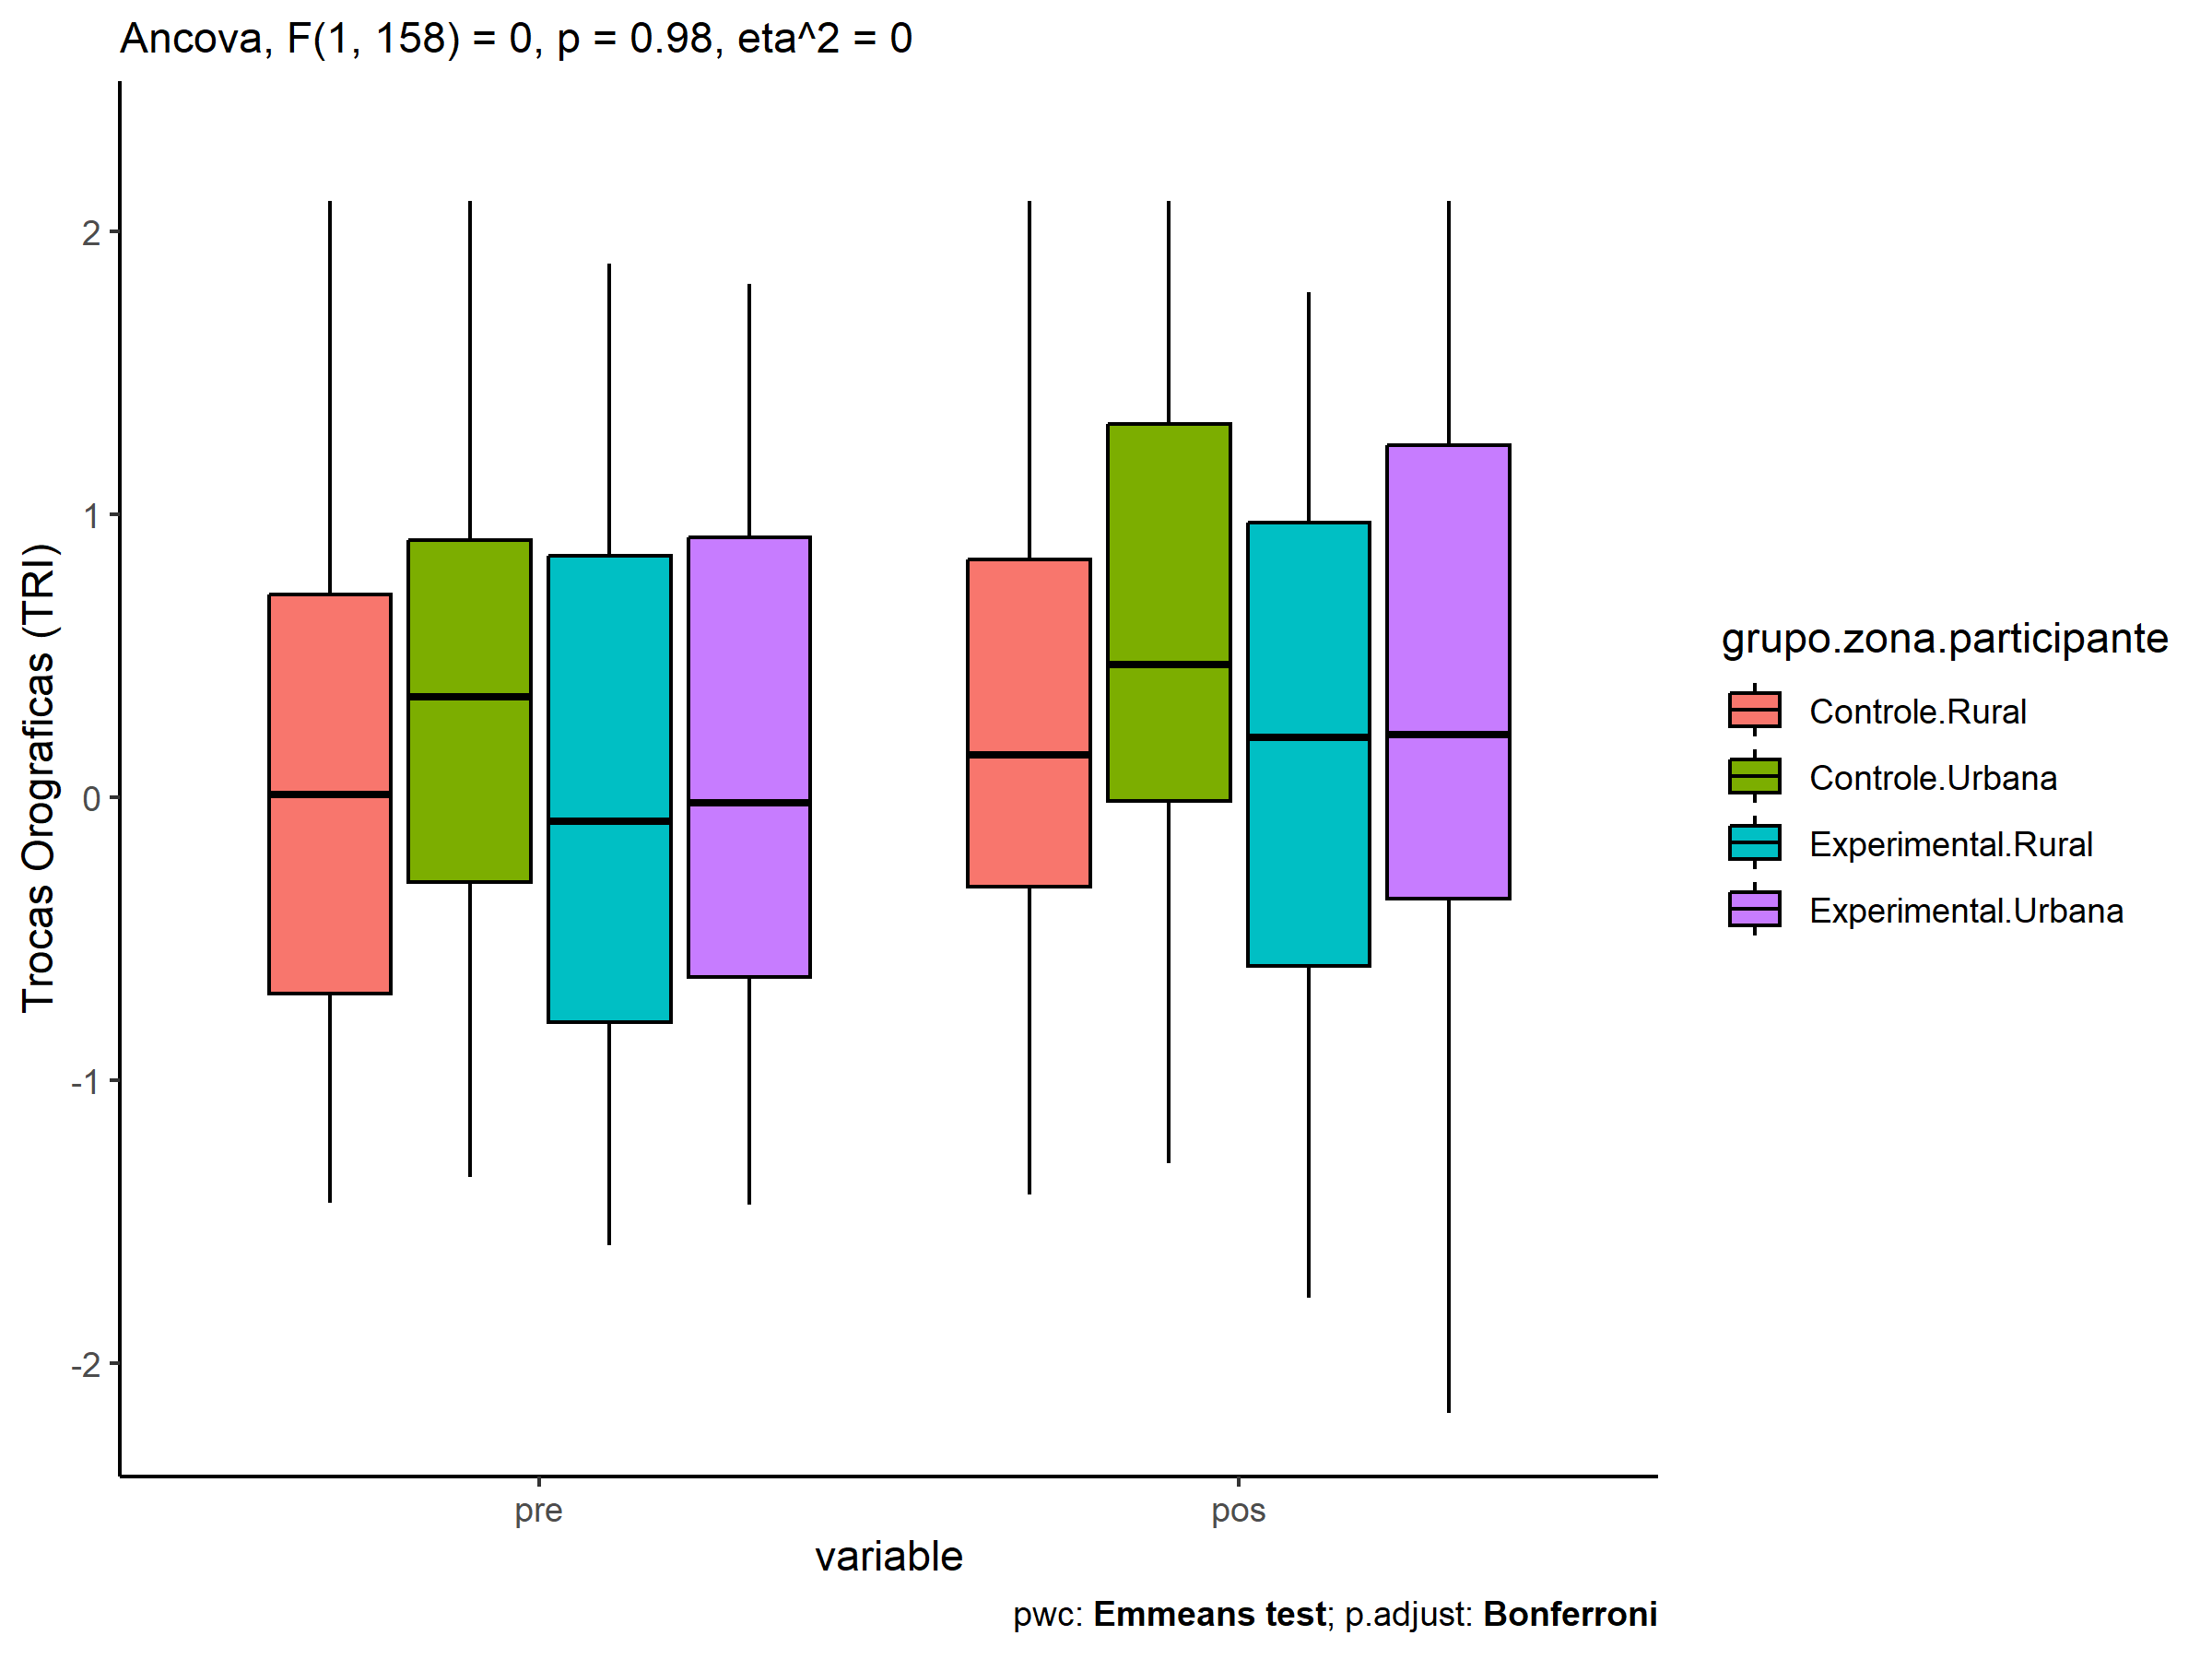 Ancova, F(1, 158) = 0, p = 0.98, eta^2 = 0
Trocas Orograficas (TRI)
2
1
0
-1
-2
pre
pos
variable
pwc: Emmeans test; p.adjust: Bonferroni
grupo.zona.participante
Controle.Rural
Controle.Urbana
Experimental.Rural
Experimental.Urbana